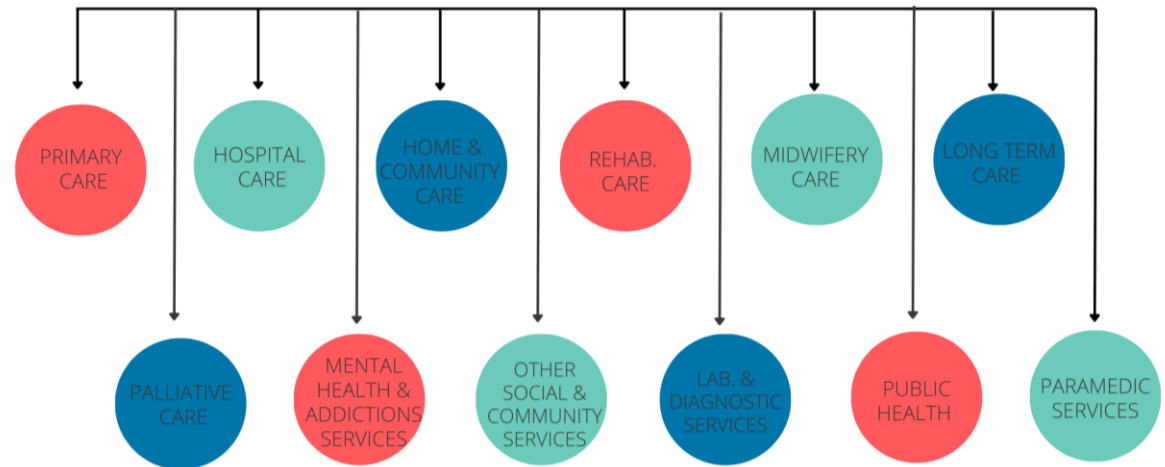 PRIMARY
CARE
HOSPITAL
CARE
HOME &
COMMUNITY
CARE
REHAB.
CARE
MIDWIFERY
CARE
LONG TERM
CARE
PALLIATIVE
CARE
MENTAL
HEALTH &
ADDICTIONS
SERVICES
OTHER
SOCIAL &
COMMUNITY
SERVICES
LAB. &
DIAGNOSTIC
SERVICES
PUBLIC
HEALTH
PARAMEDIC
SERVICES